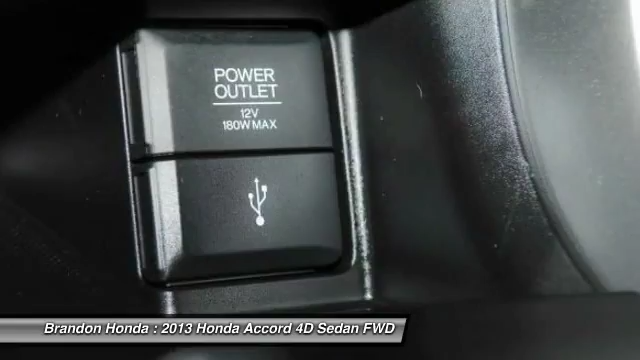 POWER
OUTLET
12V
180W MAX
Brandon Honda : 2013 Honda Accord 4D Sedan FWD